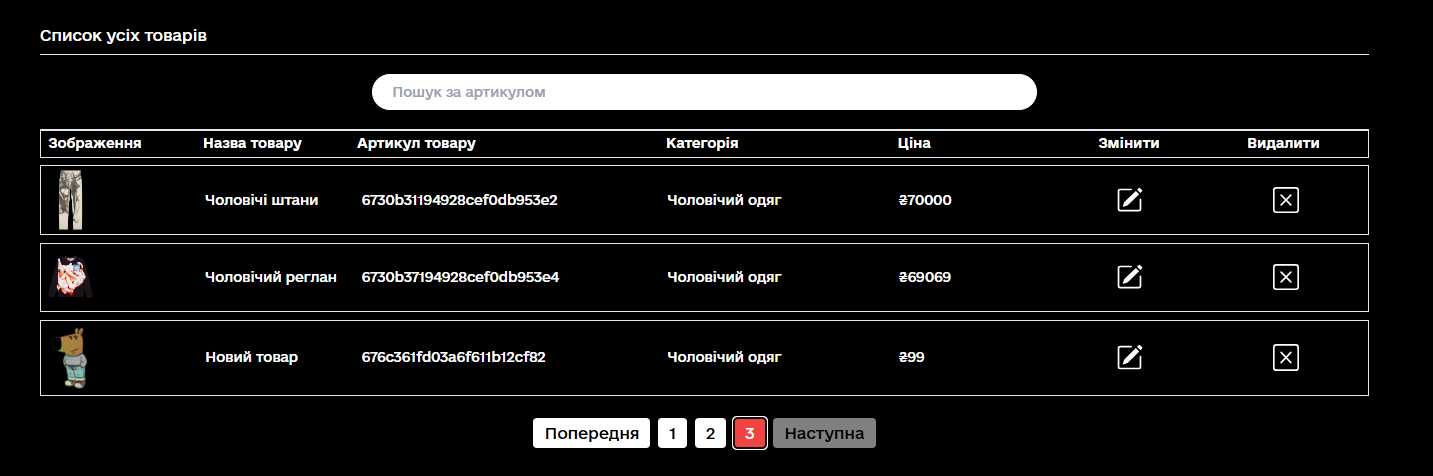 Список усіх товарів
Пошук за артикулом
Зображення Назва товару Артикул товару Категорія Ціна Змінити Видалити
Чоловічі штани 6730b31194928cef0db953e2 Чоловічий одяг ₴70000
Чоловічий реглан 6730b37194928cef0db953e4 Чоловічий одяг ₴69069
Новий товар 676c361fd03a6f611b12cf82 Чоловічий одяг ₴99
Попередня 1 2 3 Наступна